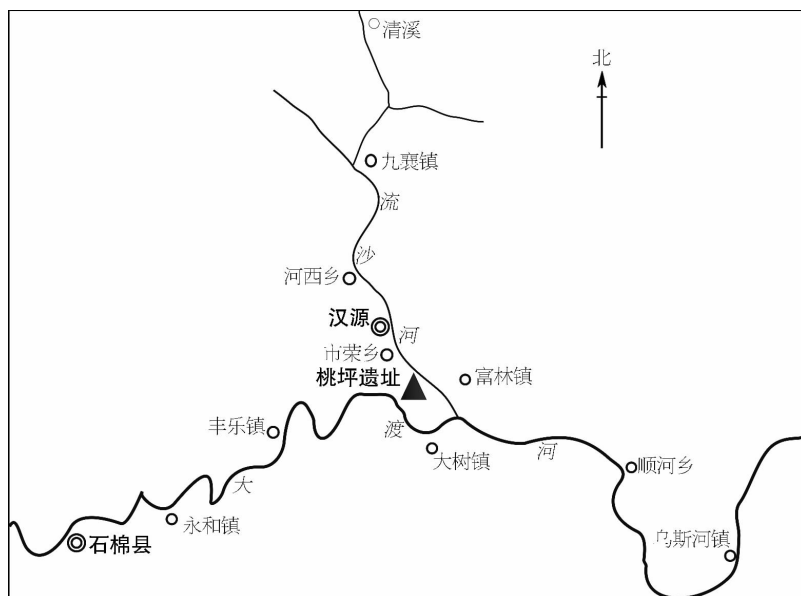 清溪
北
九襄镇
流
沙
河西乡
汉源
河
市荣乡
桃坪遗址
富林镇
丰乐镇
渡
大树镇
河
顺河乡
大
永和镇
乌斯河镇
石棉县